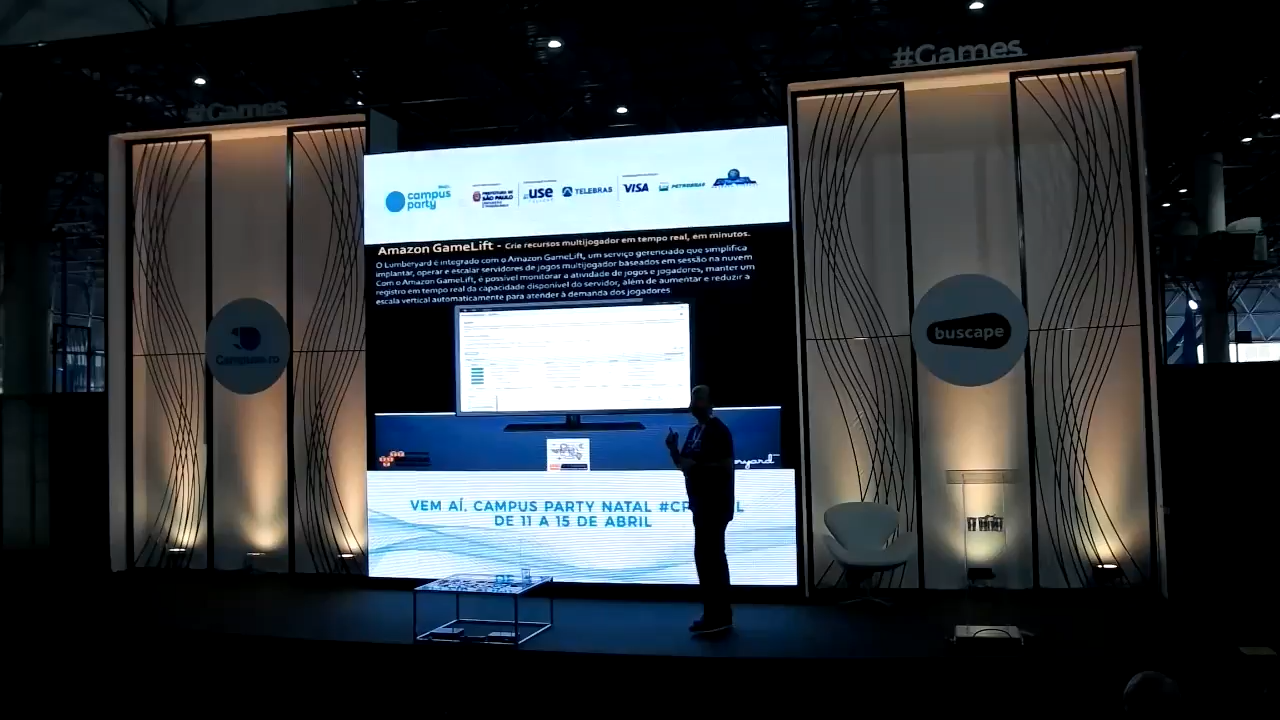 #Games
#Games
campus
party
PREFEITURA DE
SÃO PAULO
USE
TELEBRAS
VISA
PETROBRAS
Amazon GameLift - Crie recursos multijogador em tempo real, em minutos.
O Lumberyard é integrado com o Amazon GameLift, um serviço gerenciado que simplifica
implantar, operar e escalar servidores de jogos multijogador baseados em sessão na nuvem
Com o Amazon GameLift, é possível monitorar a atividade de jogos e jogadores, manter um
registro em tempo real da capacidade disponível do servidor, além de aumentar e reduzir a
escala vertical automaticamente para atender à demanda dos jogadores
buscape
VEM AÍ, CAMPUS PARTY NATAL
DE 11 A 15 DE ABRIL